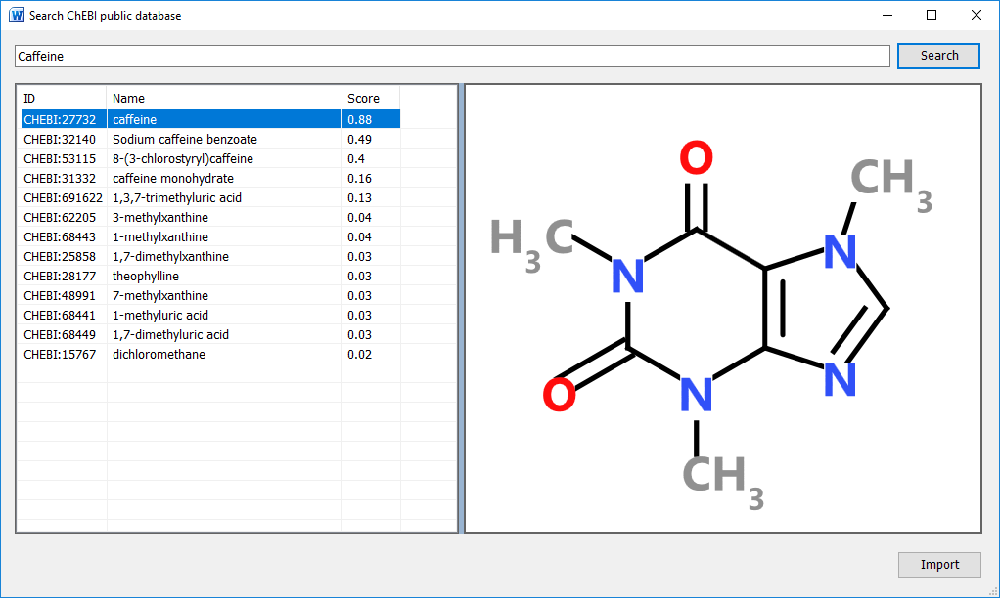 W Search ChEBI public database
Caffeine Search
ID Name Score
CHEBI:27732 caffeine 0.88
CHEBI:32140 Sodium caffeine benzoate 0.49
CHEBI:53115 8-(3-chlorostyryl)caffeine 0.4
CHEBI:31332 caffeine monohydrate 0.16
CHEBI:691622 1,3,7-trimethyluric acid 0.13
CHEBI:62205 3-methylxanthine 0.04
CHEBI:68443 1-methylxanthine 0.04
CHEBI:25858 1,7-dimethylxanthine 0.03
CHEBI:28177 theophylline 0.03
CHEBI:48991 7-methylxanthine 0.03
CHEBI:68441 1-methyluric acid 0.03
CHEBI:68449 1,7-dimethyluric acid 0.03
CHEBI:15767 dichloromethane 0.02
O
CH3
H3C
N
N
O
N
N
CH3
Import